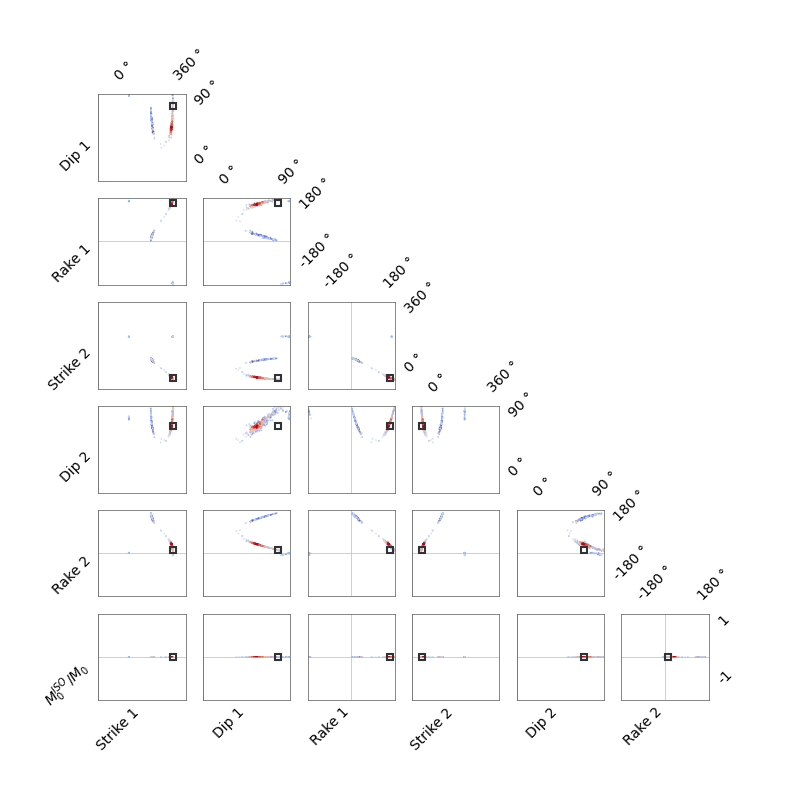 0° 360°
Dip 1 90° 0°
0° 90°
Rake 1 180° -180°
-180° 180°
Strike 2 360° 0°
0° 360°
Dip 2 90° 0°
0° 90°
Rake 2 180° -180°
-180° 180°
M₀ᴵˢᴼ/M₀ 1 -1
Strike 1 Dip 1 Rake 1 Strike 2 Dip 2 Rake 2